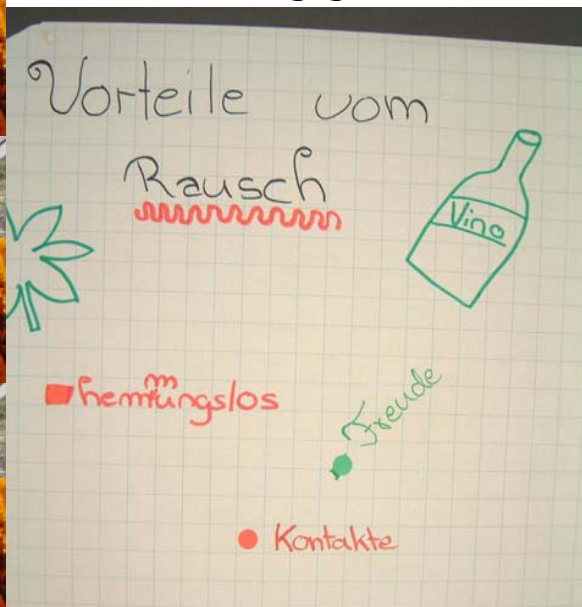 Vorteile vom
Rausch
Vino
hemmungslos
Freude
Kontakte